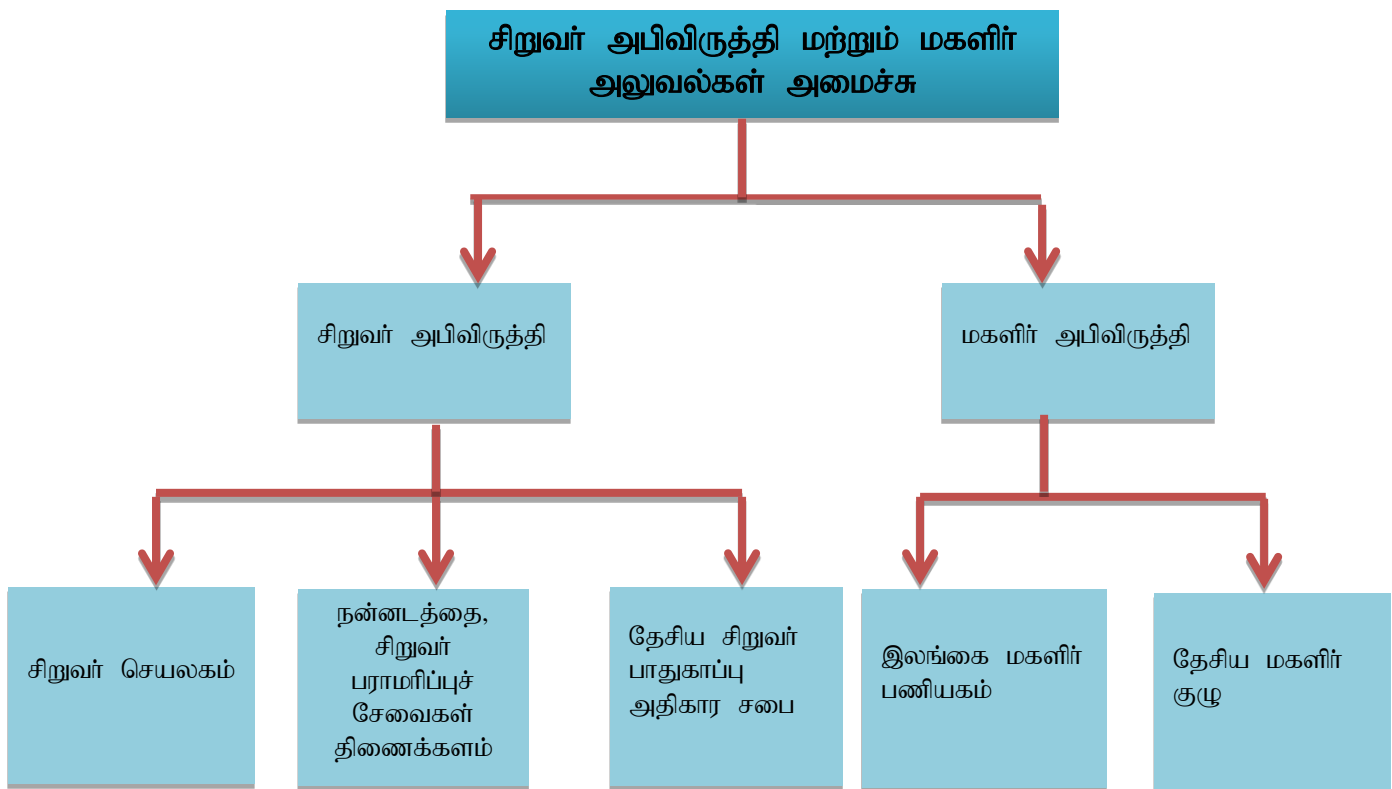 சிறுவர் அபிவிருத்தி மற்றும் மகளிர்
அலுவல்கள் அமைச்சு
சிறுவர் அபிவிருத்தி
மகளிர் அபிவிருத்தி
சிறுவர் செயலகம்
நன்னடத்தை,
சிறுவர்
பராமரிப்புச்
சேவைகள்
திணைக்களம்
தேசிய சிறுவர்
பாதுகாப்பு
அதிகார சபை
இலங்கை மகளிர்
பணியகம்
தேசிய மகளிர்
குழு